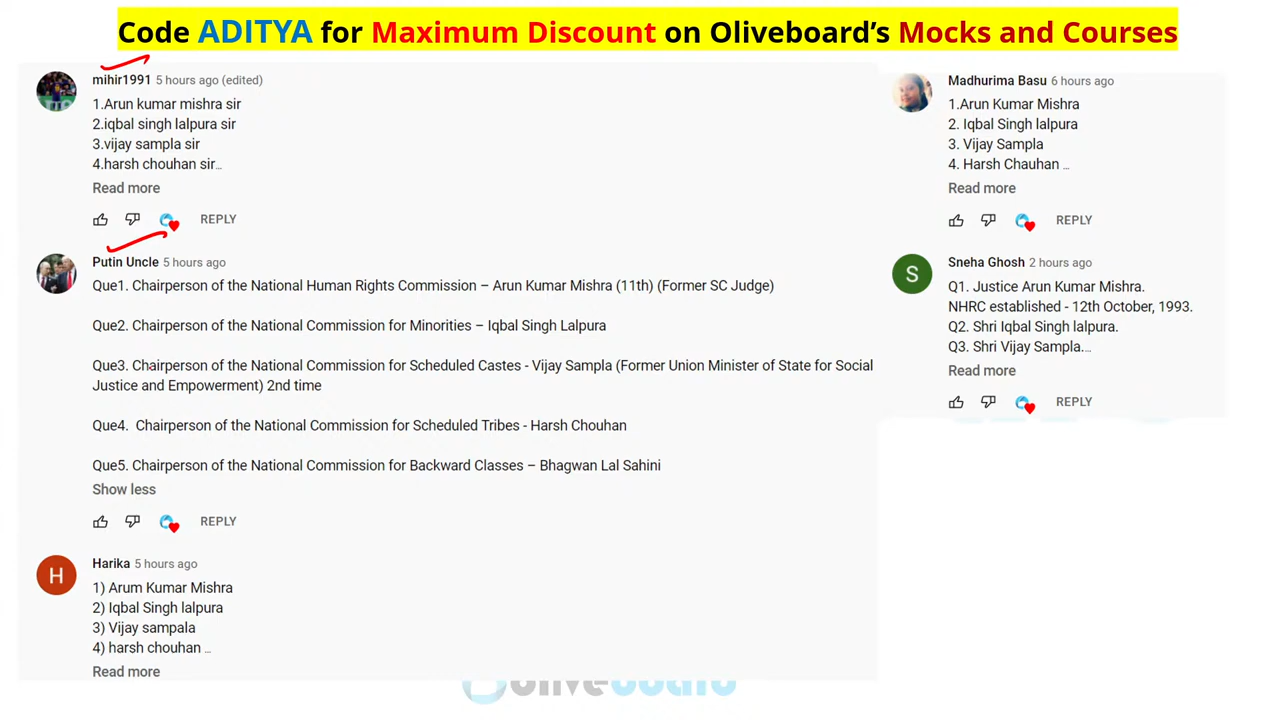 Code ADITYA for Maximum Discount on Oliveboard's Mocks and Courses
mihir1991 5 hours ago (edited)
1.Arun kumar mishra sir
2.iqbal singh lalpura sir
3.vijay sampla sir
4.harsh chouhan sir...
Read more
REPLY
Putin Uncle 5 hours ago
Que1. Chairperson of the National Human Rights Commission – Arun Kumar Mishra (11th) (Former SC Judge)
Que2. Chairperson of the National Commission for Minorities – Iqbal Singh Lalpura
Que3. Chairperson of the National Commission for Scheduled Castes - Vijay Sampla (Former Union Minister of State for Social
Justice and Empowerment) 2nd time
Que4.  Chairperson of the National Commission for Scheduled Tribes - Harsh Chouhan
Que5. Chairperson of the National Commission for Backward Classes – Bhagwan Lal Sahini
Show less
REPLY
H
Harika 5 hours ago
1) Arum Kumar Mishra
2) Iqbal Singh lalpura
3) Vijay sampala
4) harsh chouhan ...
Read more
Madhurima Basu 6 hours ago
1.Arun Kumar Mishra
2. Iqbal Singh lalpura
3. Vijay Sampla
4. Harsh Chauhan ...
Read more
REPLY
S
Sneha Ghosh 2 hours ago
Q1. Justice Arun Kumar Mishra.
NHRC established - 12th October, 1993.
Q2. Shri Iqbal Singh lalpura.
Q3. Shri Vijay Sampla...
Read more
REPLY
oliveboard